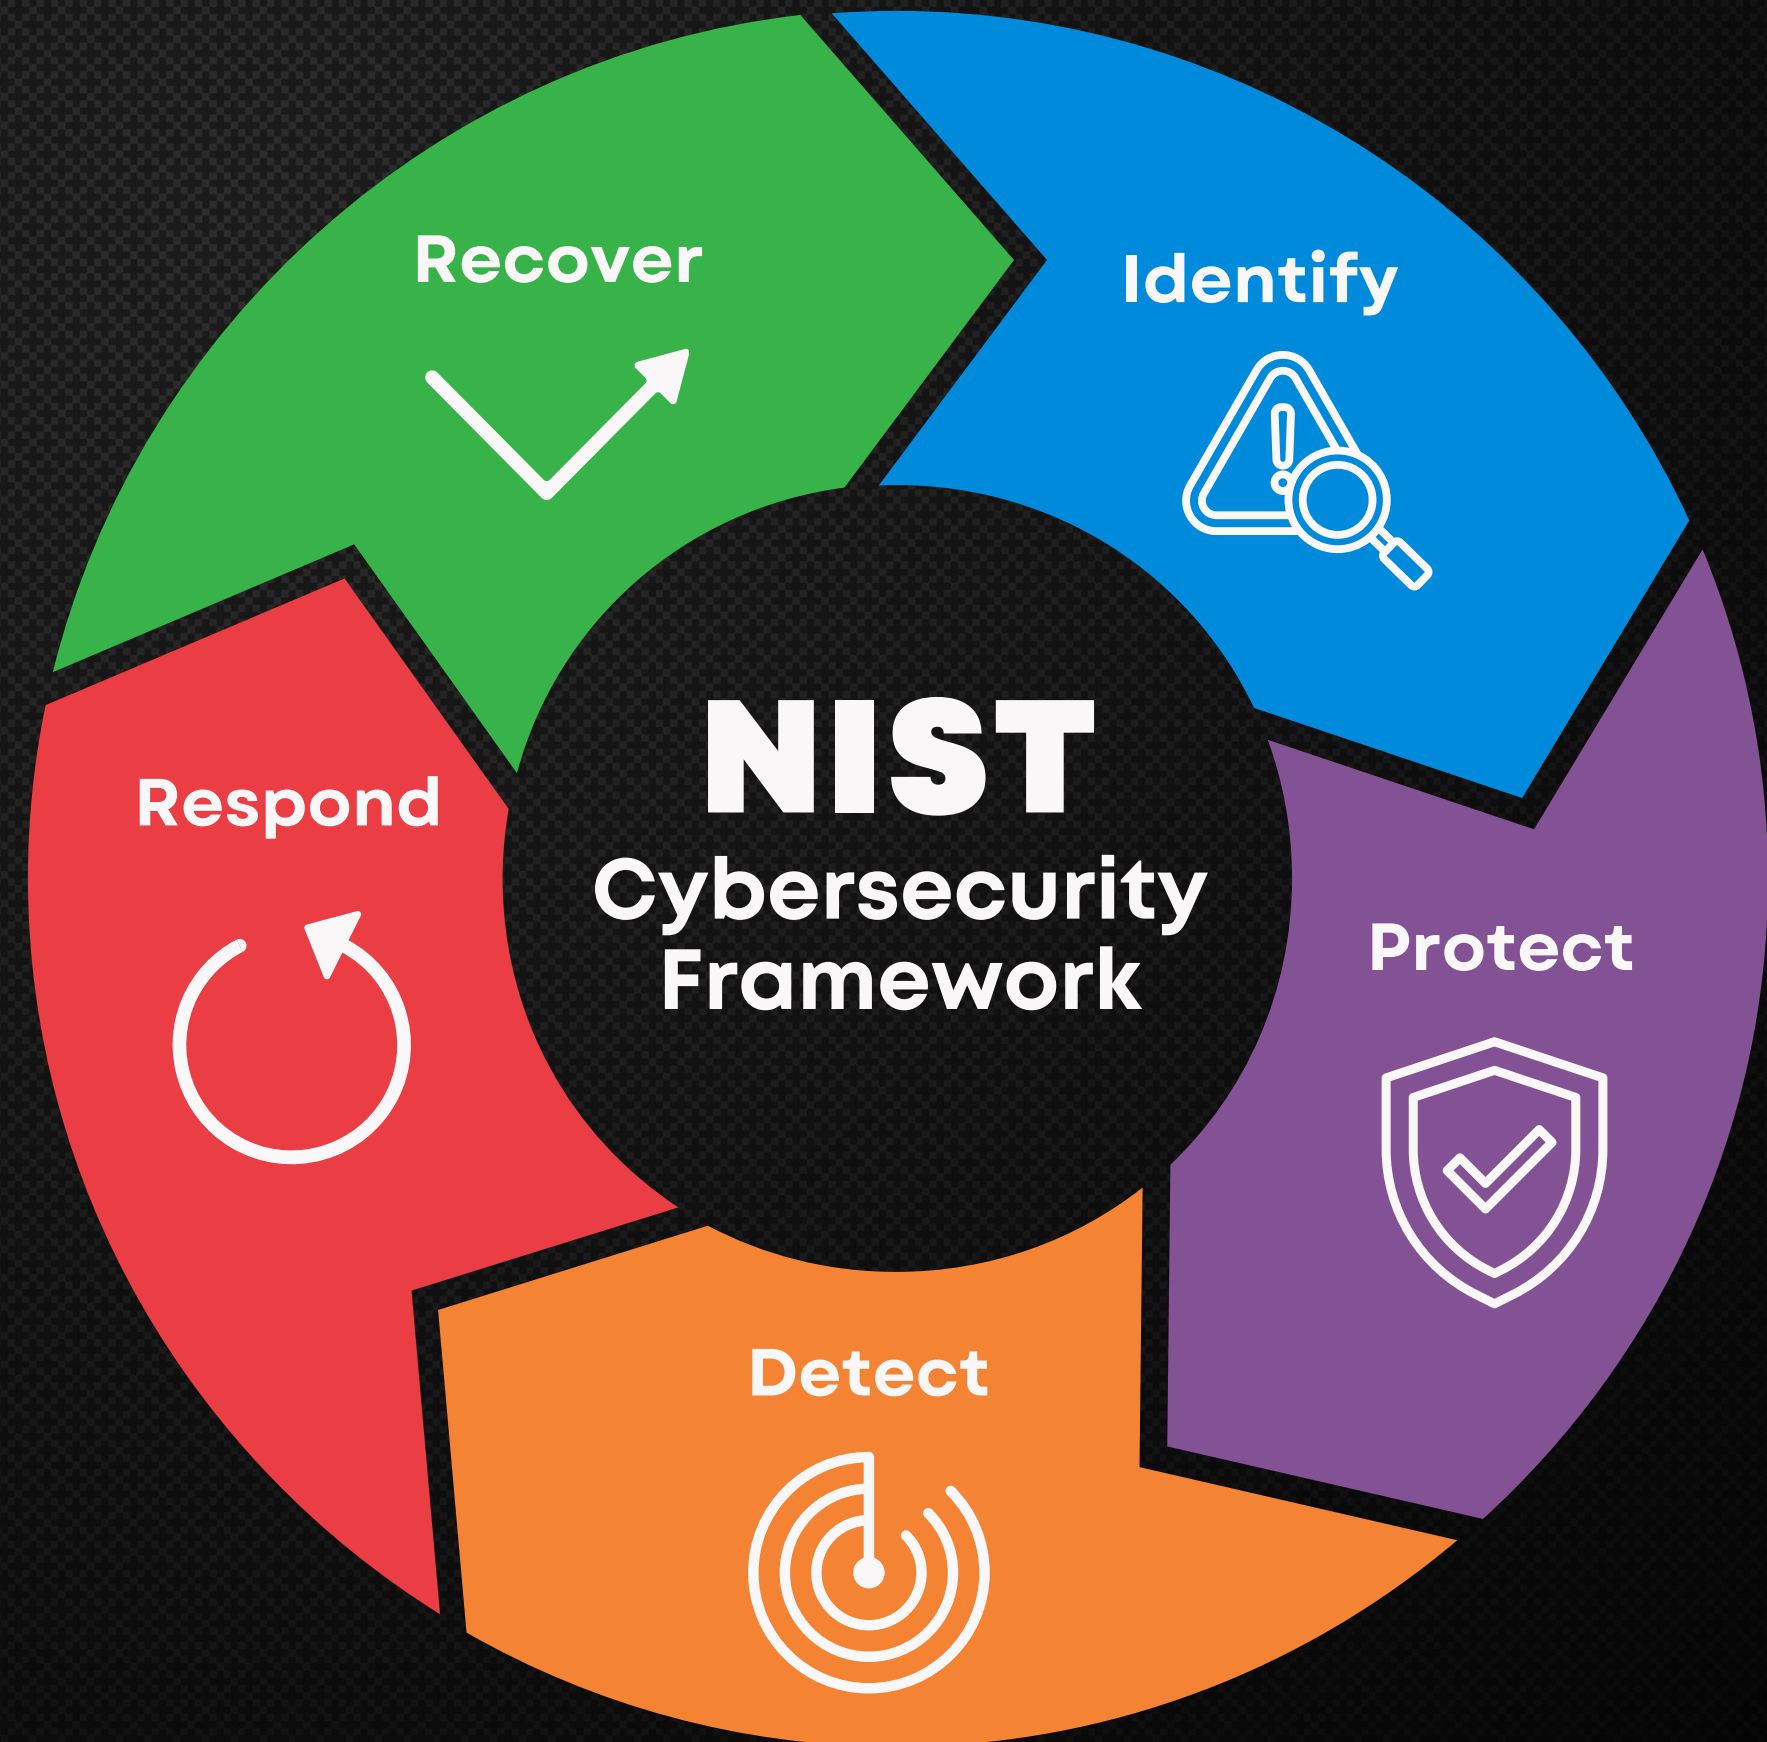 Recover
Identify
NIST
Cybersecurity
Framework
Respond
Protect
Detect